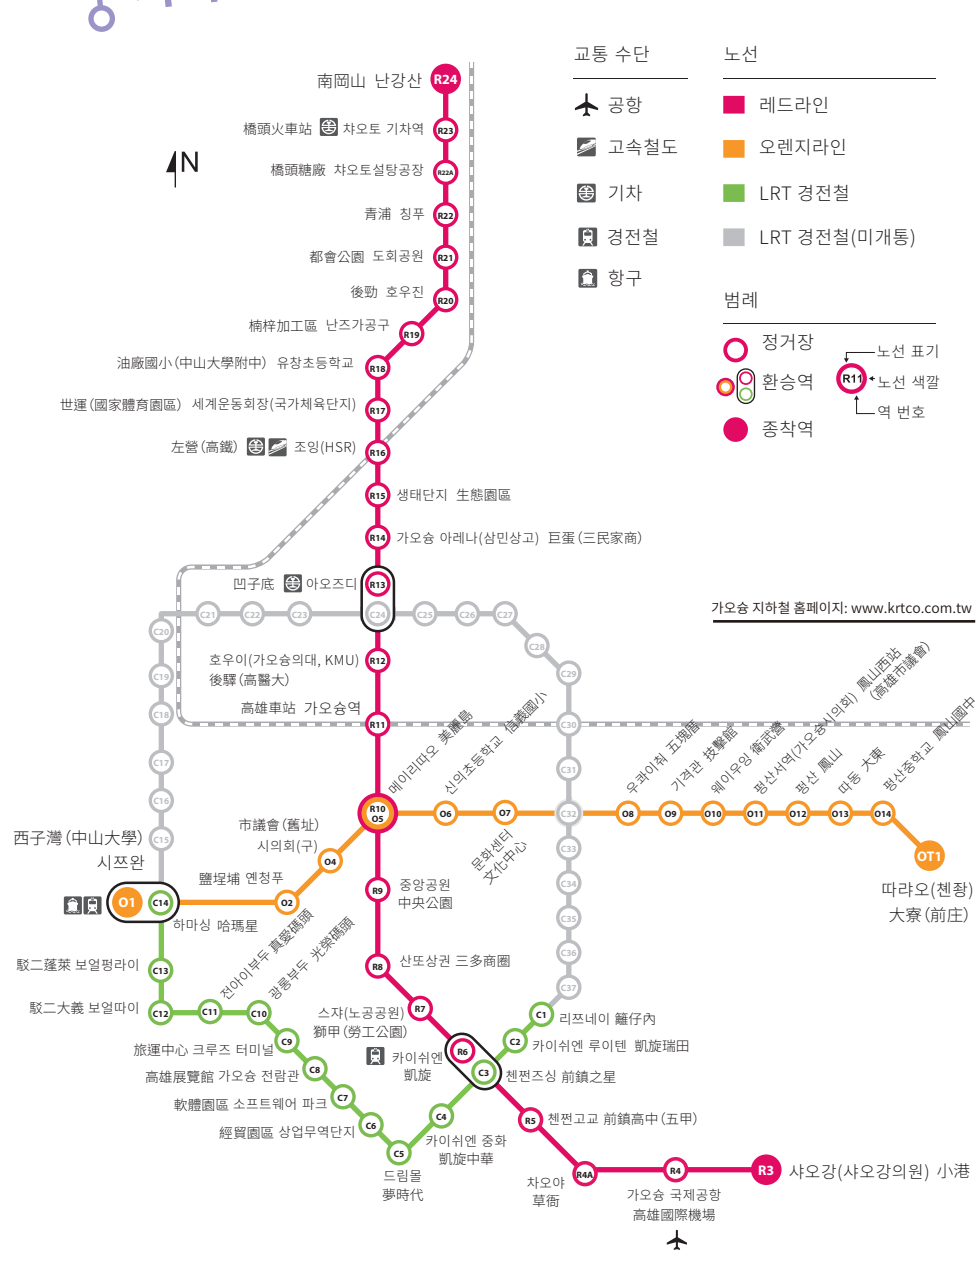 교통 수단
공항
고속철도
기차
경전철
항구
노선
레드라인
오렌지라인
LRT 경전철
LRT 경전철(미개통)
범례
정거장
환승역
종착역
R11
노선 표기
노선 색깔
역 번호
N
南岡山 난강산 R24
橋頭火車站 챠오토 기차역 R23
橋頭糖廠 챠오토설탕공장 R22A
青浦 칭푸 R22
都會公園 도회공원 R21
後勁 호우진 R20
楠梓加工區 난즈가공구 R19
油廠國小(中山大學附中) 유창초등학교 R18
世運(國家體育園區) 세계운동회장(국가체육단지) R17
左營(高鐵) 조잉(HSR) R16
R15 생태단지 生態園區
R14 가오슝 아레나(삼민상고) 巨蛋(三民家商)
凹子底 아오즈디 R13
가오슝 지하철 홈페이지: www.krtco.com.tw
C20 C21 C22 C23 C24 C25 C26 C27
C28
C19
C29
호우이(가오슝의대, KMU) R12
後驛(高醫大)
C18
高雄車站 가오슝역 R11
C30
C17
C31
C16
메이리따오 美麗島
신의초등학교 信義國小
우콰이춰 五塊厝
기격관 技擊館
웨이우잉 衛武營
펑산서역(가오슝시의회) 鳳山西站
(高雄市議會)
펑산 鳳山
따동 大東
펑산중학교 鳳山國中
R10
O5
O6 O7 C32 O8 O9 O10 O11 O12 O13 O14
문화센터
文化中心
OT1
따랴오(첸좡)
大寮(前庄)
市議會(舊址)
시의회(구)
O4
西子灣(中山大學) C15
시쯔완
鹽埕埔 옌청푸
O1 C14 O2
하마싱 哈瑪星
C33
C34
C35
C36
C37
R9 중앙공원
中央公園
R8 산또상권 三多商圈
전아이부두 真愛碼頭
광룽부두 光榮碼頭
駁二蓬萊 보얼펑라이 C13
駁二大義 보얼따이 C12 C11 C10
스쟈(노공공원) R7
獅甲(勞工公園)
C1 리쯔네이 籬仔內
C2 카이쉬엔 루이텐 凱旋瑞田
旅運中心 크루즈 터미널 C9
카이쉬엔 R6
凱旋
C3 첸쩐즈싱 前鎮之星
高雄展覽館 가오슝 전람관 C8
軟體園區 소프트웨어 파크 C7
經貿園區 상업무역단지 C6
C4
카이쉬엔 중화
凱旋中華
R5 첸쩐고교 前鎮高中(五甲)
C5
드림몰
夢時代
R4A
차오야
草衙
R4
가오슝 국제공항
高雄國際機場
R3 샤오강(샤오강의원) 小港